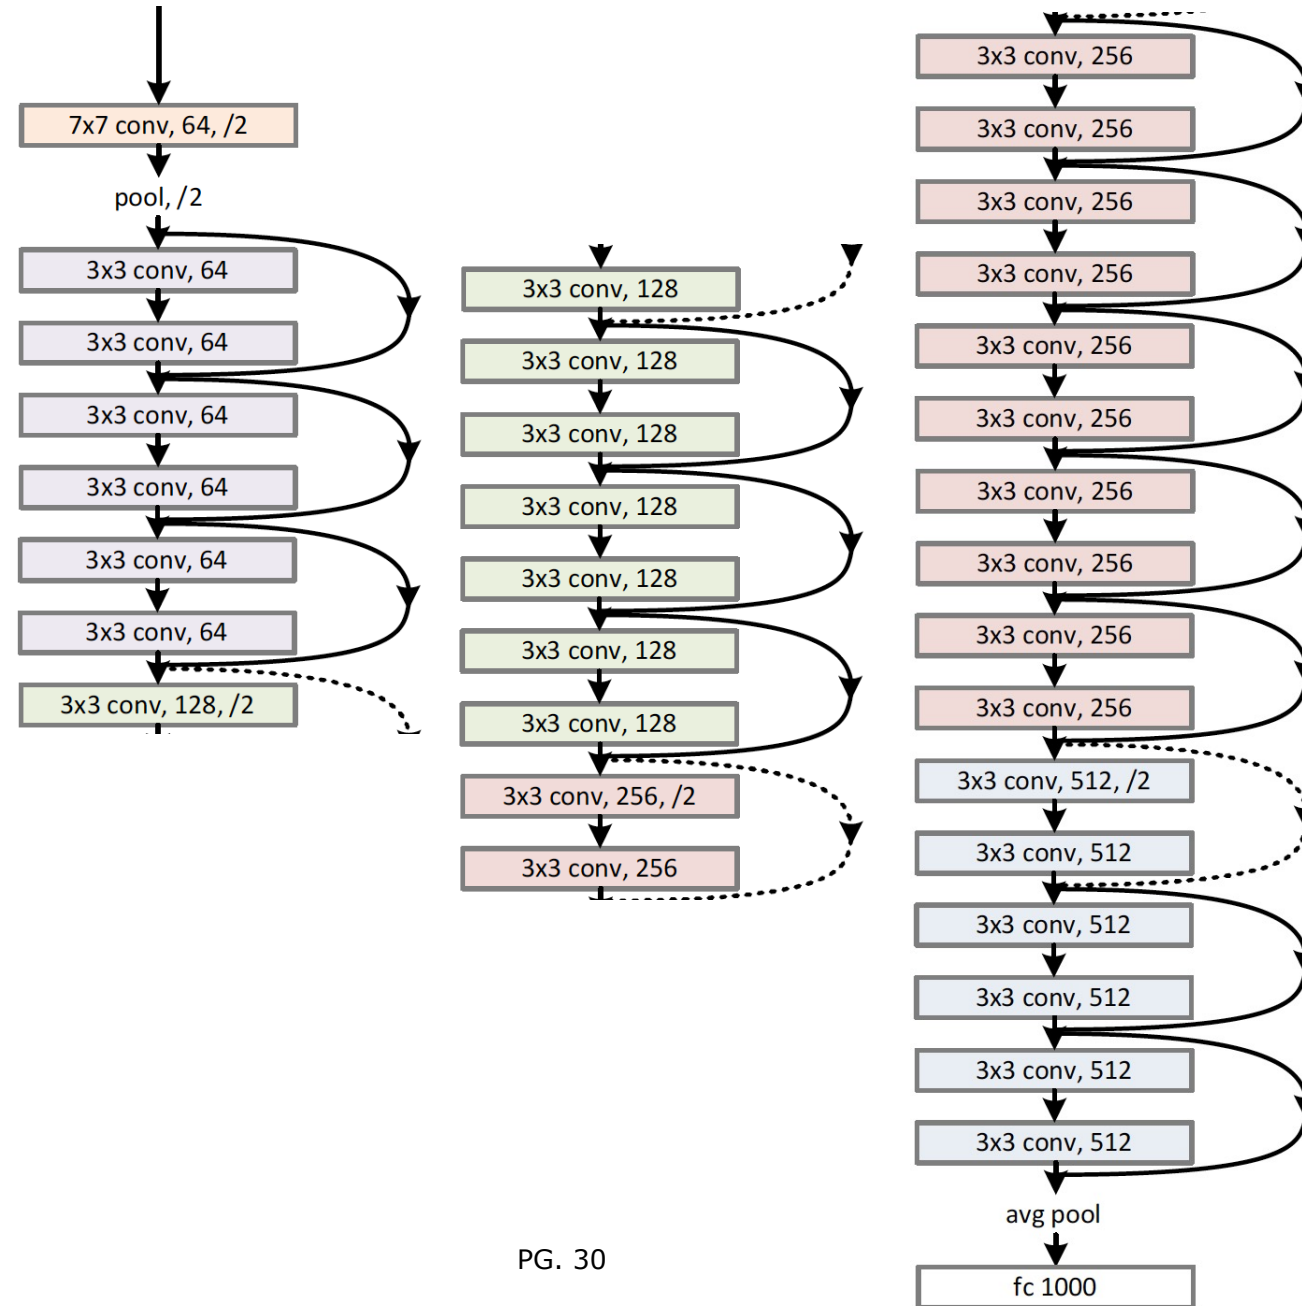 7x7 conv, 64, /2
pool, /2
3x3 conv, 64
3x3 conv, 64
3x3 conv, 64
3x3 conv, 64
3x3 conv, 64
3x3 conv, 64
3x3 conv, 128, /2
3x3 conv, 128
3x3 conv, 128
3x3 conv, 128
3x3 conv, 128
3x3 conv, 128
3x3 conv, 128
3x3 conv, 128
3x3 conv, 256, /2
3x3 conv, 256
3x3 conv, 256
3x3 conv, 256
3x3 conv, 256
3x3 conv, 256
3x3 conv, 256
3x3 conv, 256
3x3 conv, 256
3x3 conv, 256
3x3 conv, 256
3x3 conv, 256
3x3 conv, 512, /2
3x3 conv, 512
3x3 conv, 512
3x3 conv, 512
3x3 conv, 512
3x3 conv, 512
avg pool
fc 1000
PG. 30